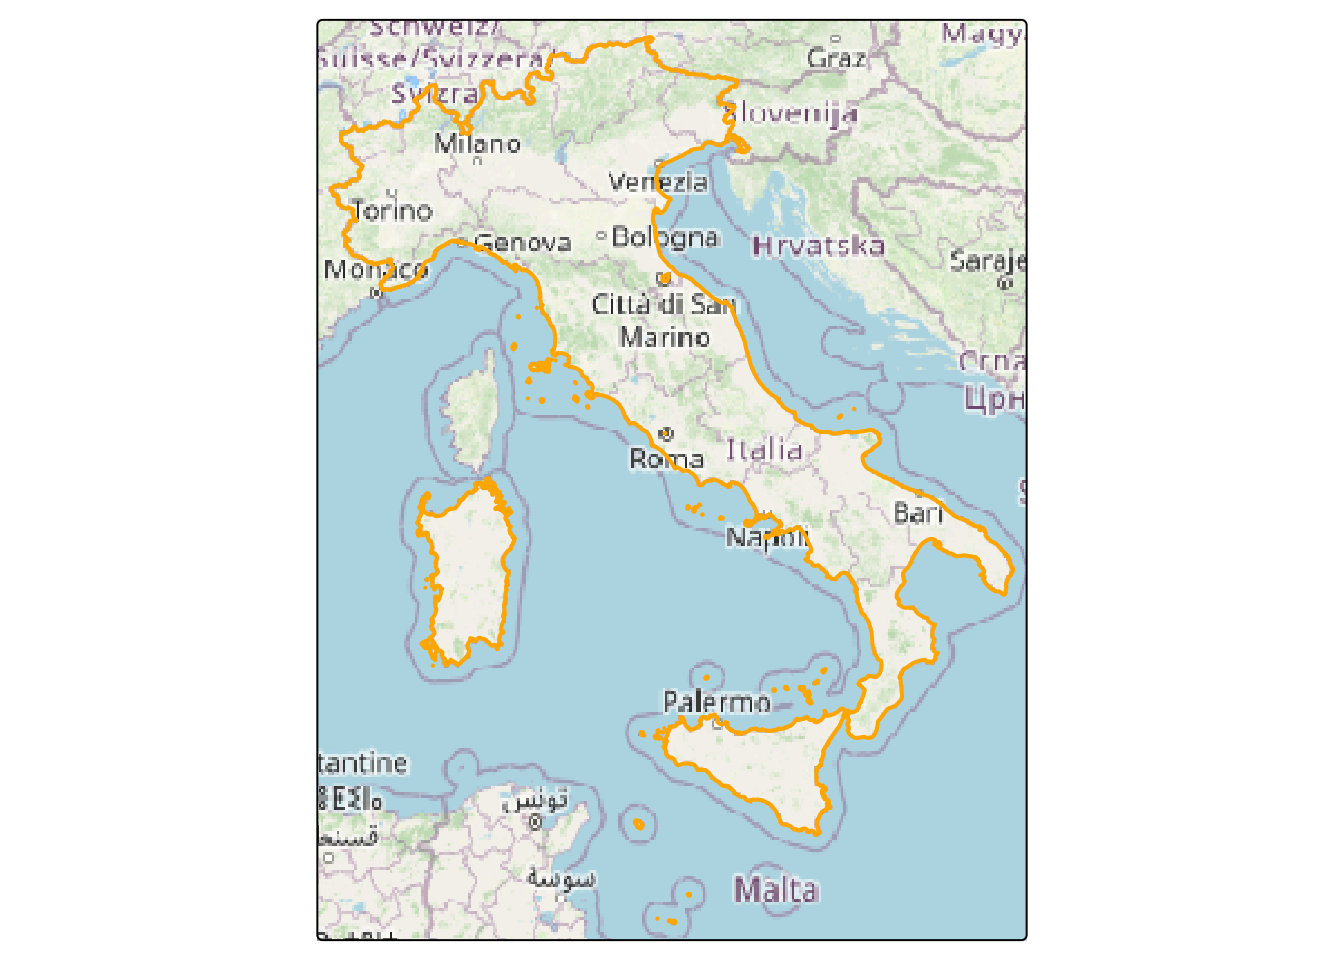 Schweiz/
Suisse/Svizzera/
Svizra
Magy
Graz
Slovenija
Milano
Venezia
Torino
Genova
Bologna
Hrvatska
Monaco
Saraje
Città di San
Marino
Crna
Црн
Italia
Roma
Bari
Napoli
Palermo
tantine
تونس
قسنط
سوسة
Malta